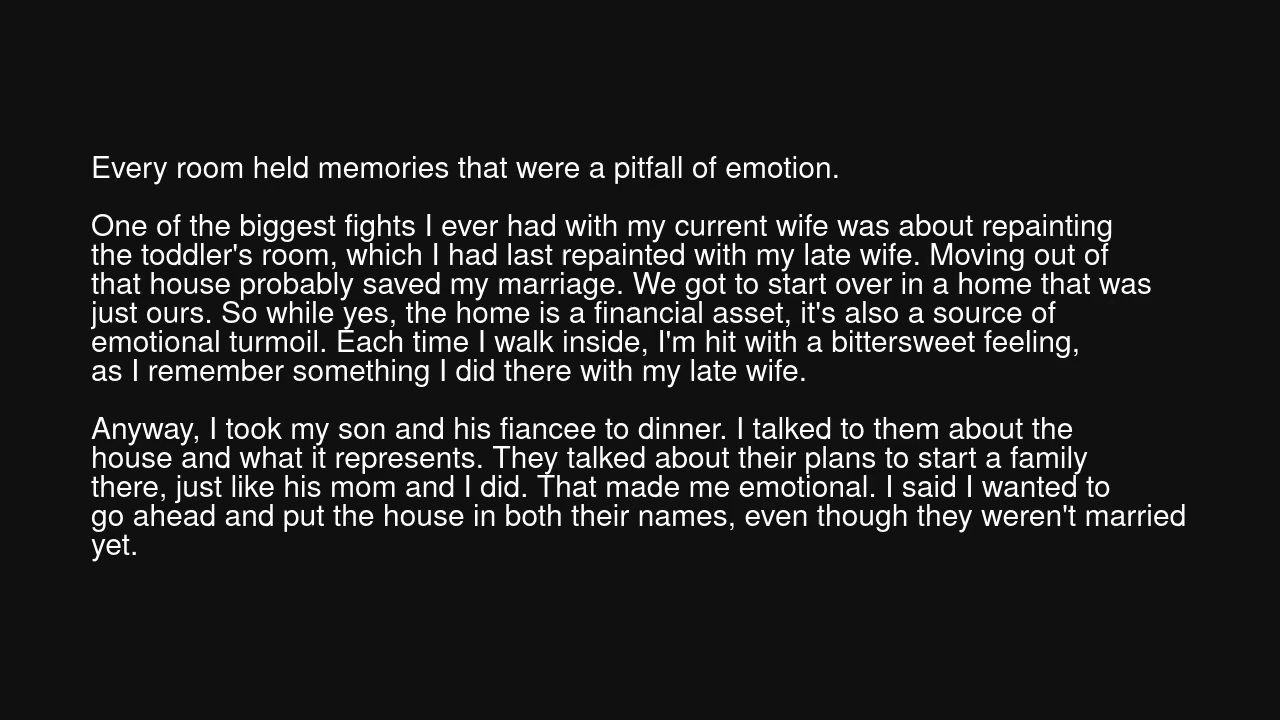 Every room held memories that were a pitfall of emotion.
One of the biggest fights I ever had with my current wife was about repainting
the toddler's room, which I had last repainted with my late wife. Moving out of
that house probably saved my marriage. We got to start over in a home that was
just ours. So while yes, the home is a financial asset, it's also a source of
emotional turmoil. Each time I walk inside, I'm hit with a bittersweet feeling,
as I remember something I did there with my late wife.
Anyway, I took my son and his fiancee to dinner. I talked to them about the
house and what it represents. They talked about their plans to start a family
there, just like his mom and I did. That made me emotional. I said I wanted to
go ahead and put the house in both their names, even though they weren't married
yet.